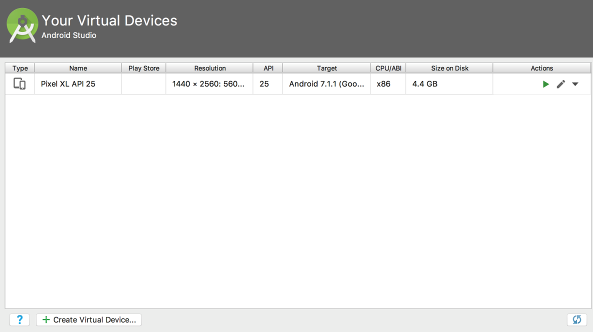 Your Virtual Devices
Android Studio
Type Name Play Store Resolution API Target CPU/ABI Size on Disk Actions
Pixel XL API 25 1440 × 2560: 560... 25 Android 7.1.1 (Goo... x86 4.4 GB
? + Create Virtual Device...